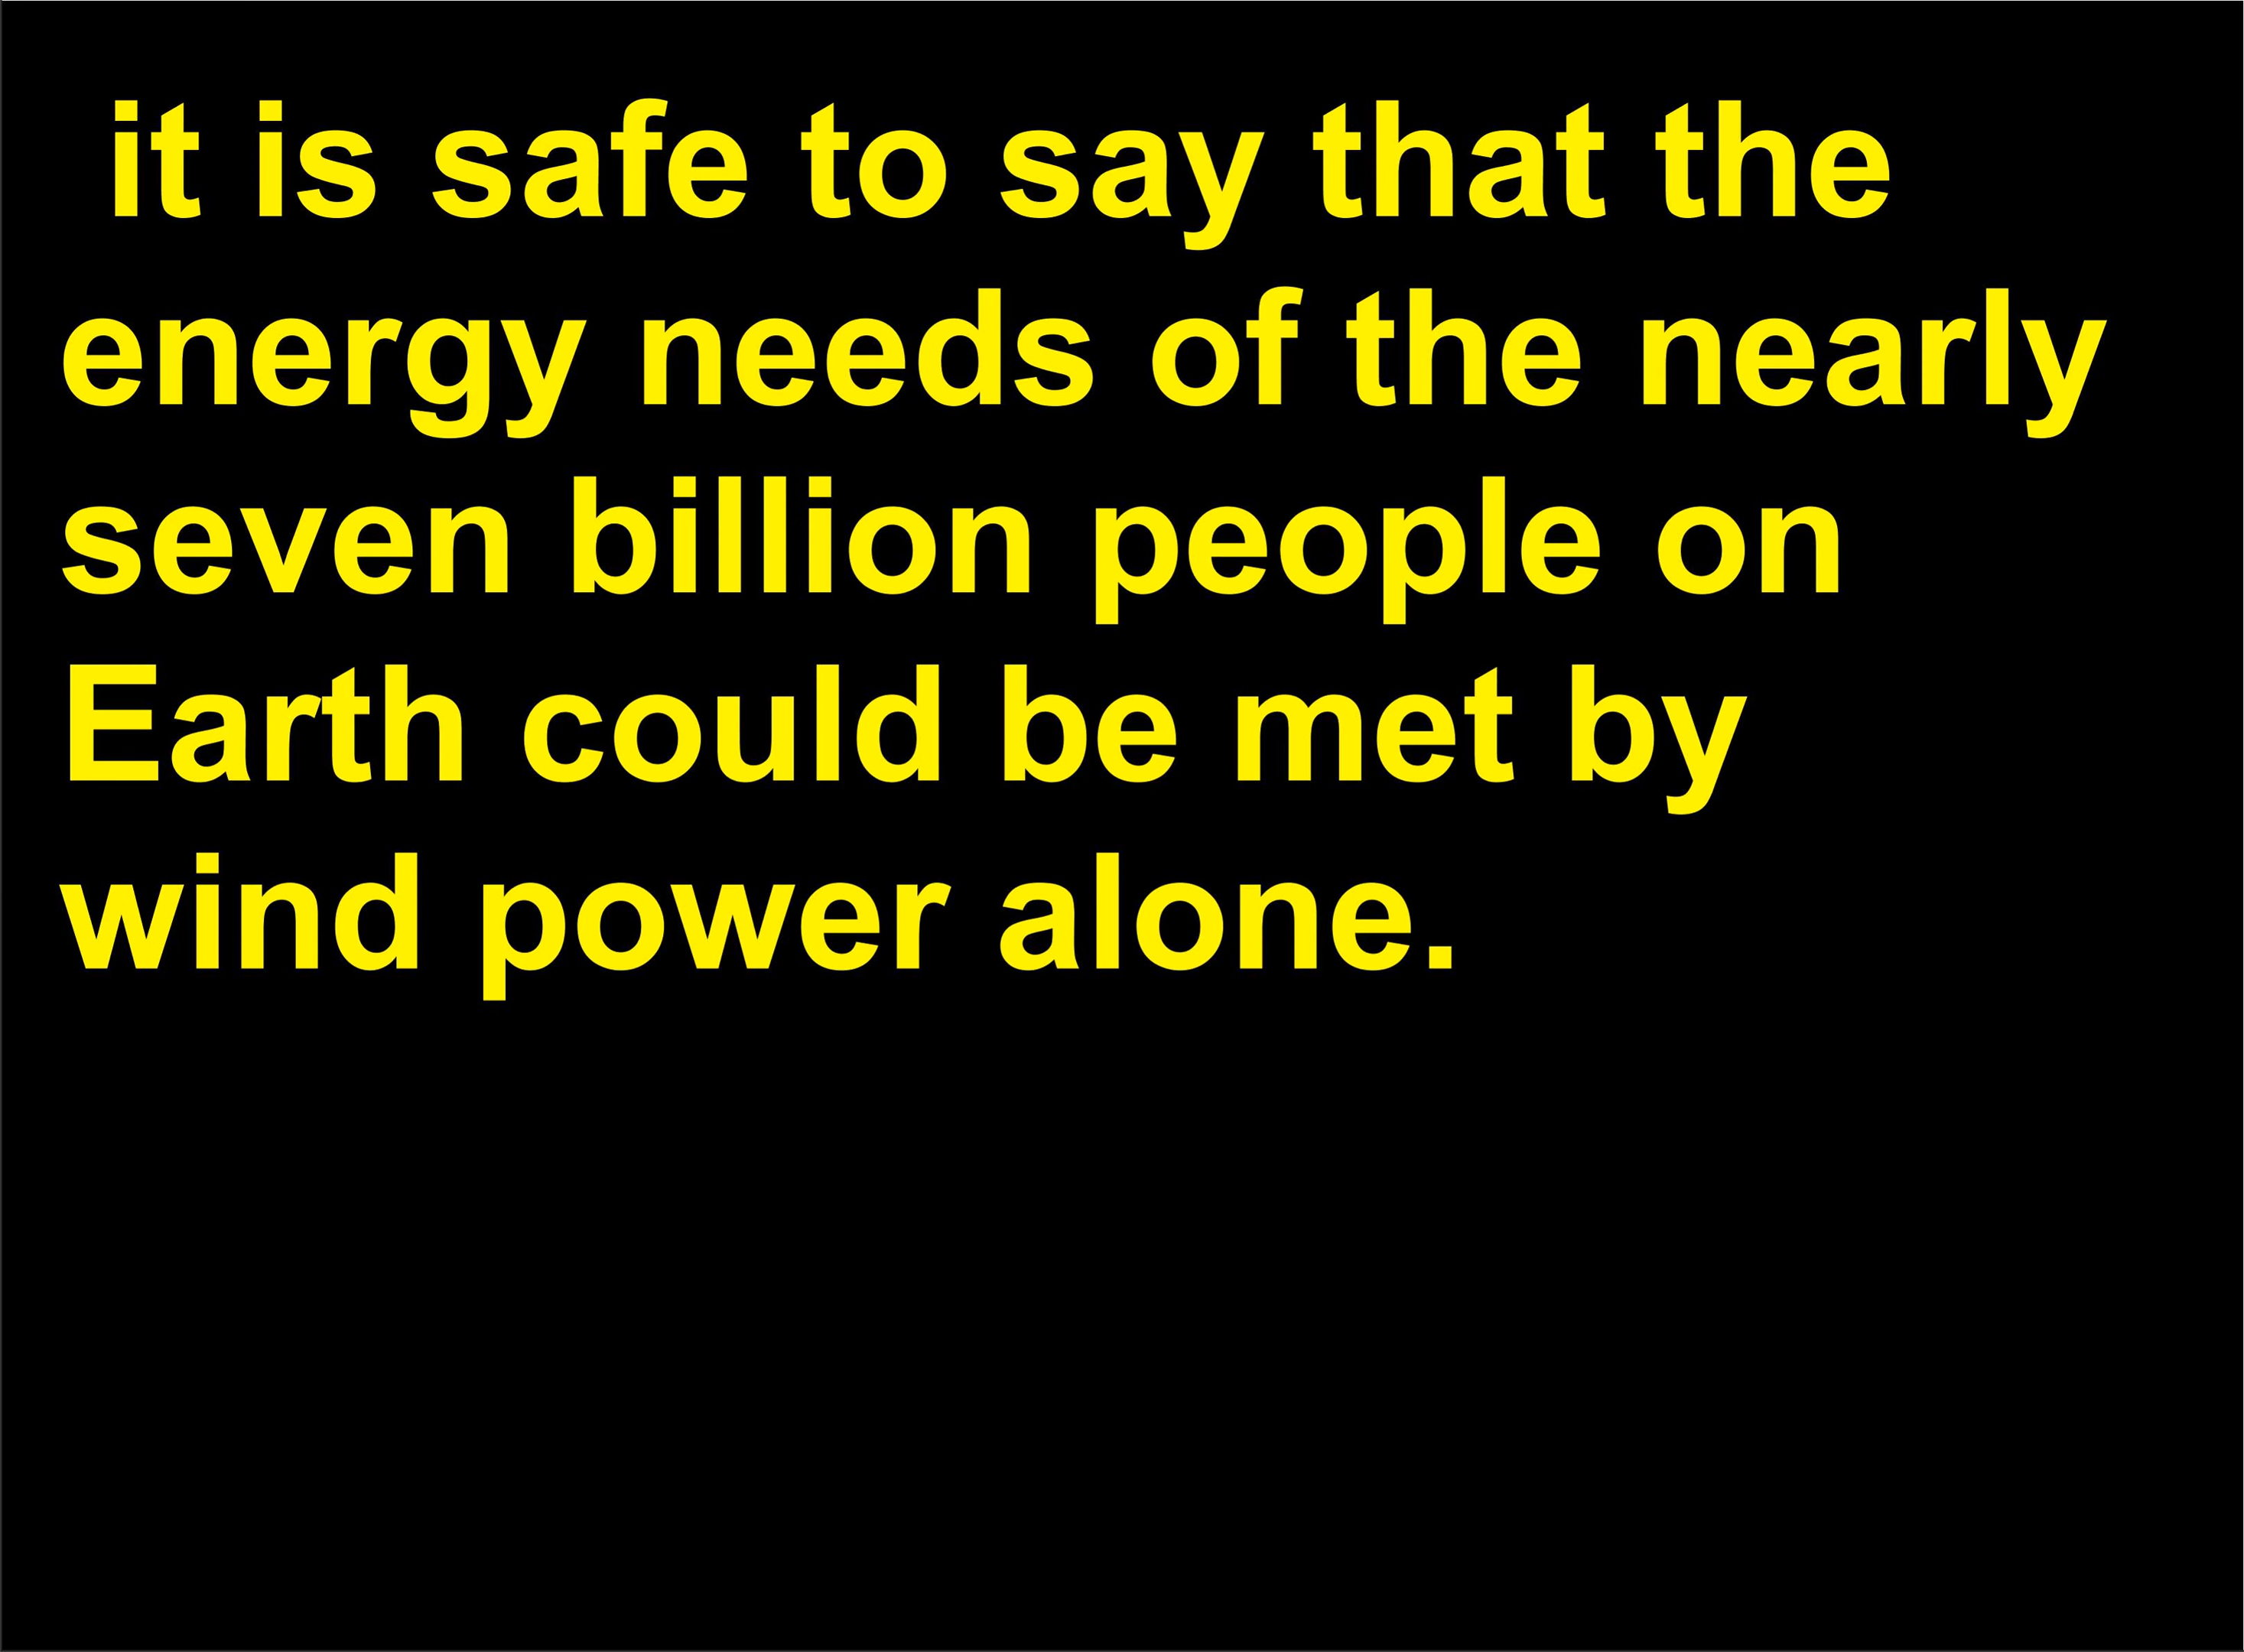 it is safe to say that the
energy needs of the nearly
seven billion people on
Earth could be met by
wind power alone.